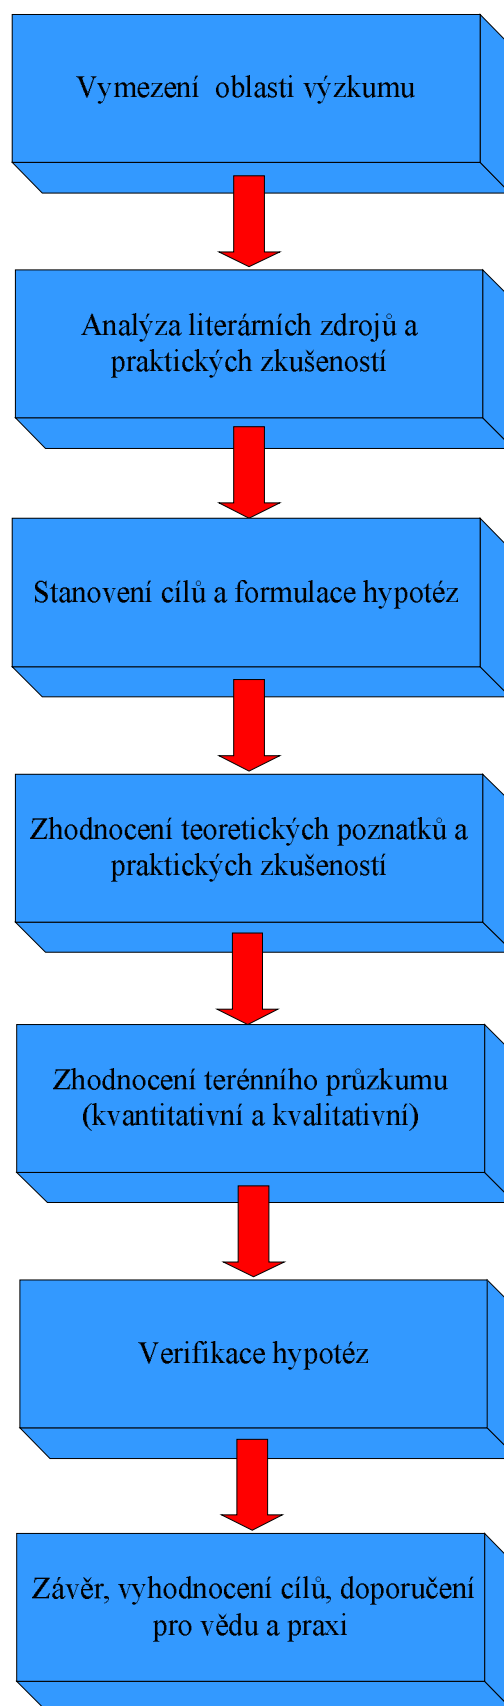 Vymezení oblasti výzkumu
Analýza literárních zdrojů a
praktických zkušeností
Stanovení cílů a formulace hypotéz
Zhodnocení teoretických poznatků a
praktických zkušeností
Zhodnocení terénního průzkumu
(kvantitativní a kvalitativní)
Verifikace hypotéz
Závěr, vyhodnocení cílů, doporučení
pro vědu a praxi